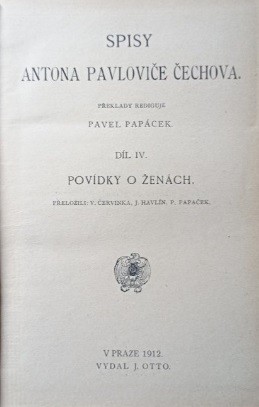 SPISY
ANTONA PAVLOVIČE ČECHOVA.
PŘEKLADY REDIGUJE
PAVEL PAPÁČEK.
DÍL IV.
POVÍDKY O ŽENÁCH.
PŘELOŽILI: V. ČERVINKA, J. HAVLÍN, P. PAPÁČEK.
V PRAZE 1912.
VYDAL J. OTTO.